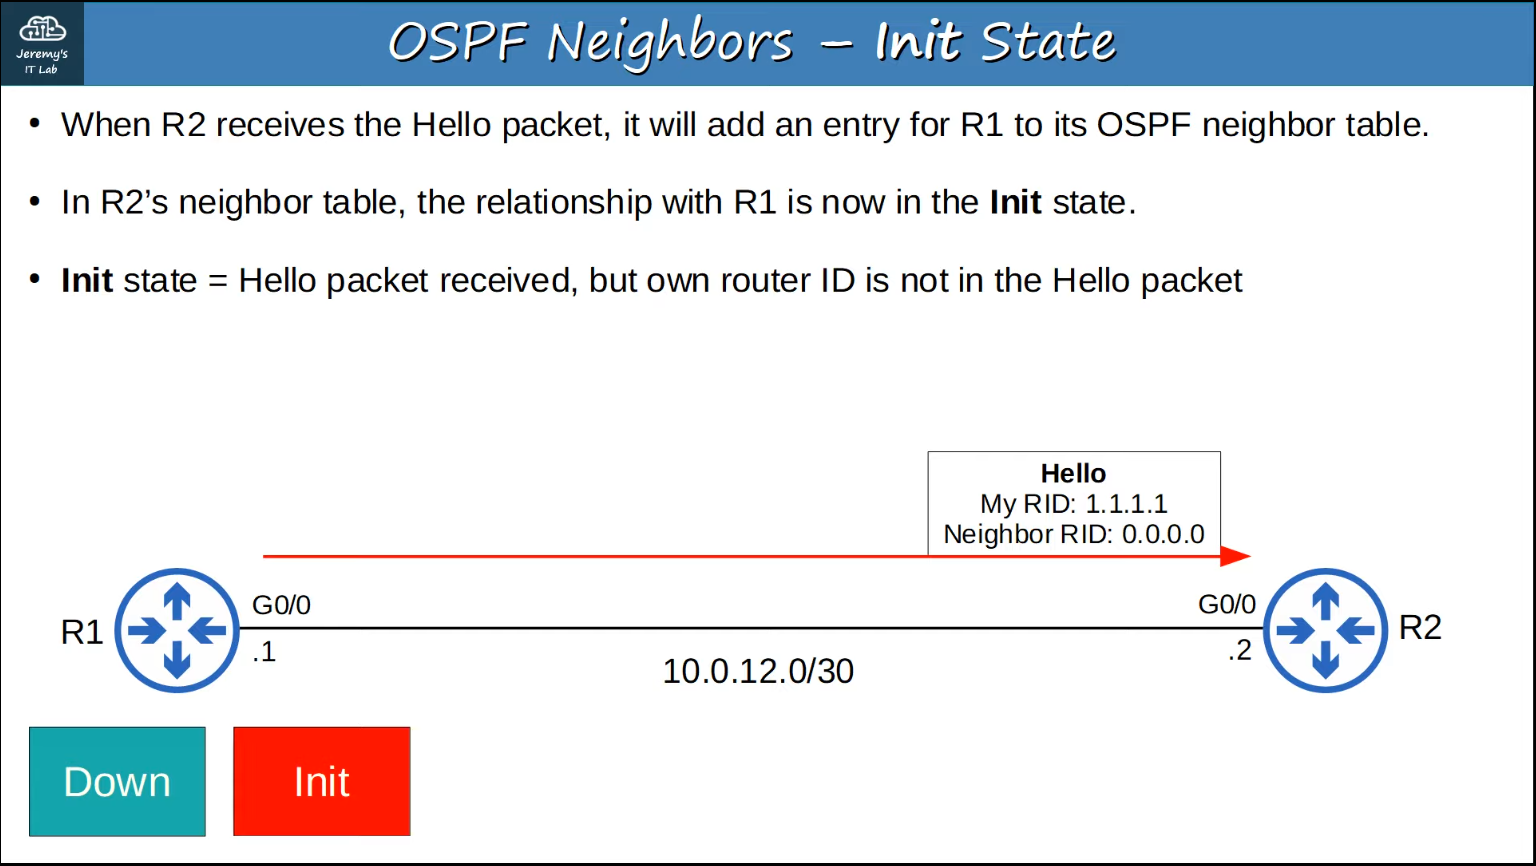 Jeremy's
IT Lab
OSPF Neighbors – Init State
• When R2 receives the Hello packet, it will add an entry for R1 to its OSPF neighbor table.
• In R2’s neighbor table, the relationship with R1 is now in the Init state.
• Init state = Hello packet received, but own router ID is not in the Hello packet
Hello
My RID: 1.1.1.1
Neighbor RID: 0.0.0.0
R1
G0/0
.1
10.0.12.0/30
G0/0
.2
R2
Down
Init